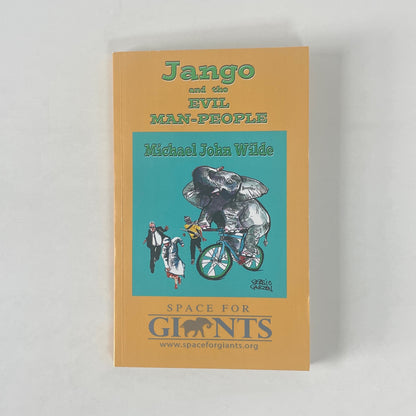 Jango
and the
EVIL
MAN-PEOPLE
Michael John Wilde
SPACE FOR
GIANTS
www.spaceforgiants.org